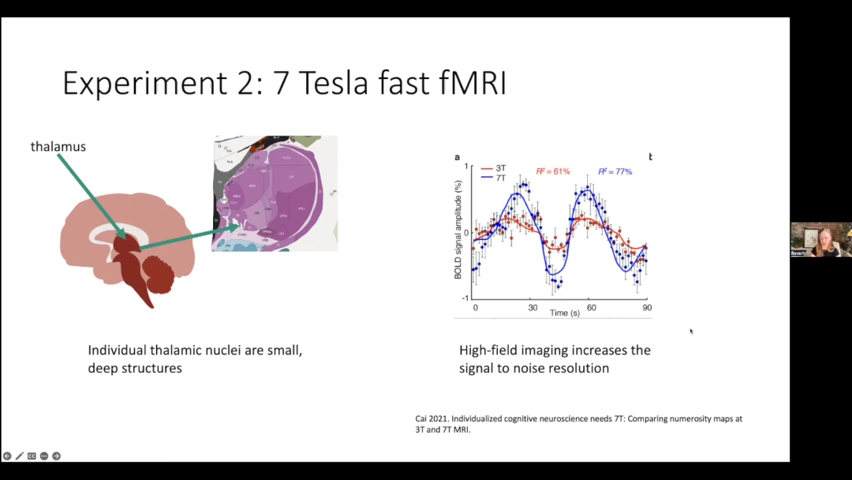 Experiment 2: 7 Tesla fast fMRI
thalamus
Individual thalamic nuclei are small,
deep structures
a
b
1
0
-1
BOLD signal amplitude (%)
3T
7T
R² = 61%
R² = 77%
0
30
60
90
Time (s)
High-field imaging increases the
signal to noise resolution
Cai 2021. Individualized cognitive neuroscience needs 7T: Comparing numerosity maps at
3T and 7T MRI.